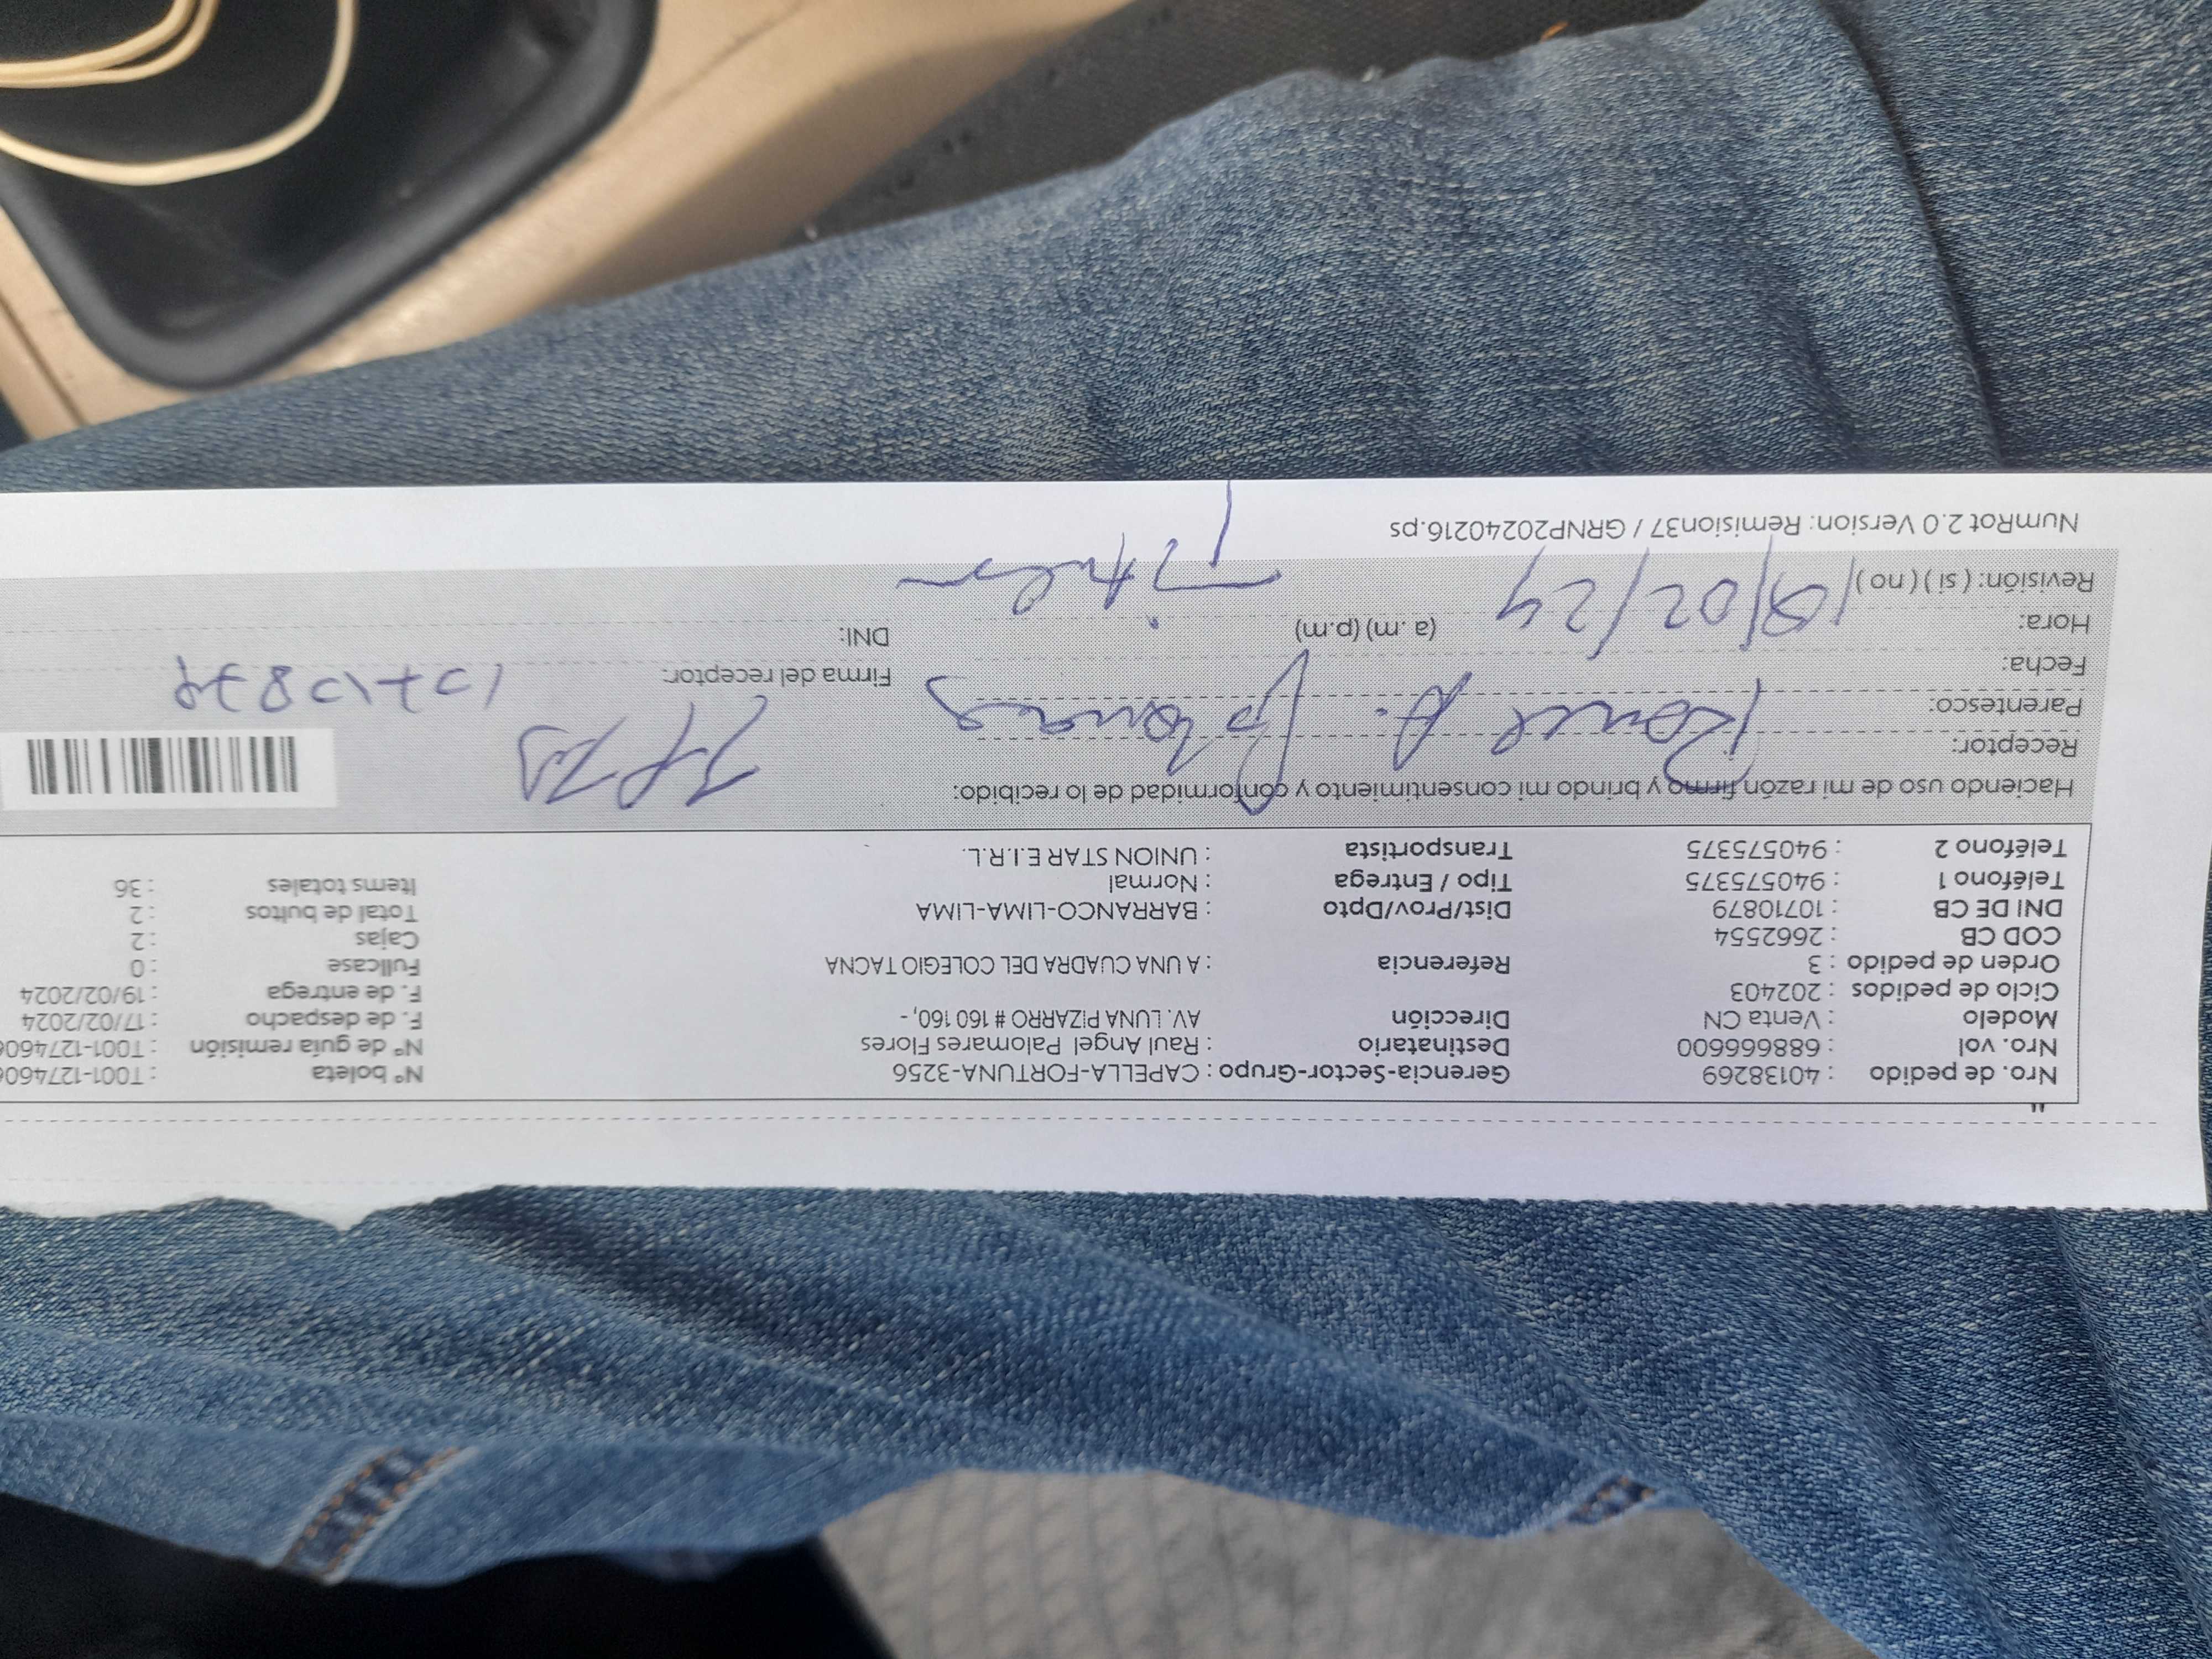 Nro. de pedido : 40138269 Gerencia-Sector-Grupo : CAPELLA-FORTUNA-3256 Nº boleta : T001-1274606
Nro. vol : 688666600 Destinatario : Raul Angel Palomares Flores Nº de guia remisión : T001-1274606
Modelo : Venta CN Dirección AV. LUNA PIZARRO # 160 160, - F. de despacho : 17/02/2024
Ciclo de pedidos : 202403 F. de entrega : 19/02/2024
Orden de pedido : 3 Referencia : A UNA CUADRA DEL COLEGIO TACNA Fullcase : 0
COD CB : 2662554 Cajas : 2
DNI DE CB : 10710879 Dist/Prov/Dpto : BARRANCO-LIMA-LIMA Total de bultos : 2
Teléfono 1 : 940575375 Tipo / Entrega : Normal Items totales : 36
Teléfono 2 : 940575375 Transportista : UNION STAR E.I.R.L.
Haciendo uso de mi razón firmo y brindo mi consentimiento y conformidad de lo recibido:
Receptor: Raul A. Palomares
Parentesco:
Fecha: Firma del receptor:
Hora: (a. m) (p.m) DNI: 10710879
Revisión: ( si ) ( no ) 18/02/24 Titular
NumRot 2.0 Version: Remision37 / GRNP20240216.ps